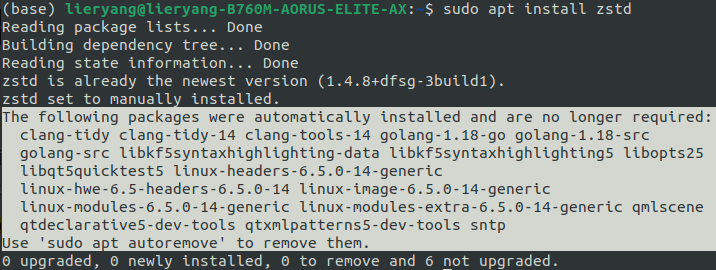 (base) lieryang@lieryang-B760M-AORUS-ELITE-AX:~$ sudo apt install zstd
Reading package lists... Done
Building dependency tree... Done
Reading state information... Done
zstd is already the newest version (1.4.8+dfsg-3build1).
zstd set to manually installed.
The following packages were automatically installed and are no longer required:
  clang-tidy clang-tidy-14 clang-tools-14 golang-1.18-go golang-1.18-src
  golang-src libkf5syntaxhighlighting-data libkf5syntaxhighlighting5 libopts25
  libqt5quicktest5 linux-headers-6.5.0-14-generic
  linux-hwe-6.5-headers-6.5.0-14 linux-image-6.5.0-14-generic
  linux-modules-6.5.0-14-generic linux-modules-extra-6.5.0-14-generic qmlscene
  qtdeclarative5-dev-tools qtxmlpatterns5-dev-tools sntp
Use 'sudo apt autoremove' to remove them.
0 upgraded, 0 newly installed, 0 to remove and 6 not upgraded.